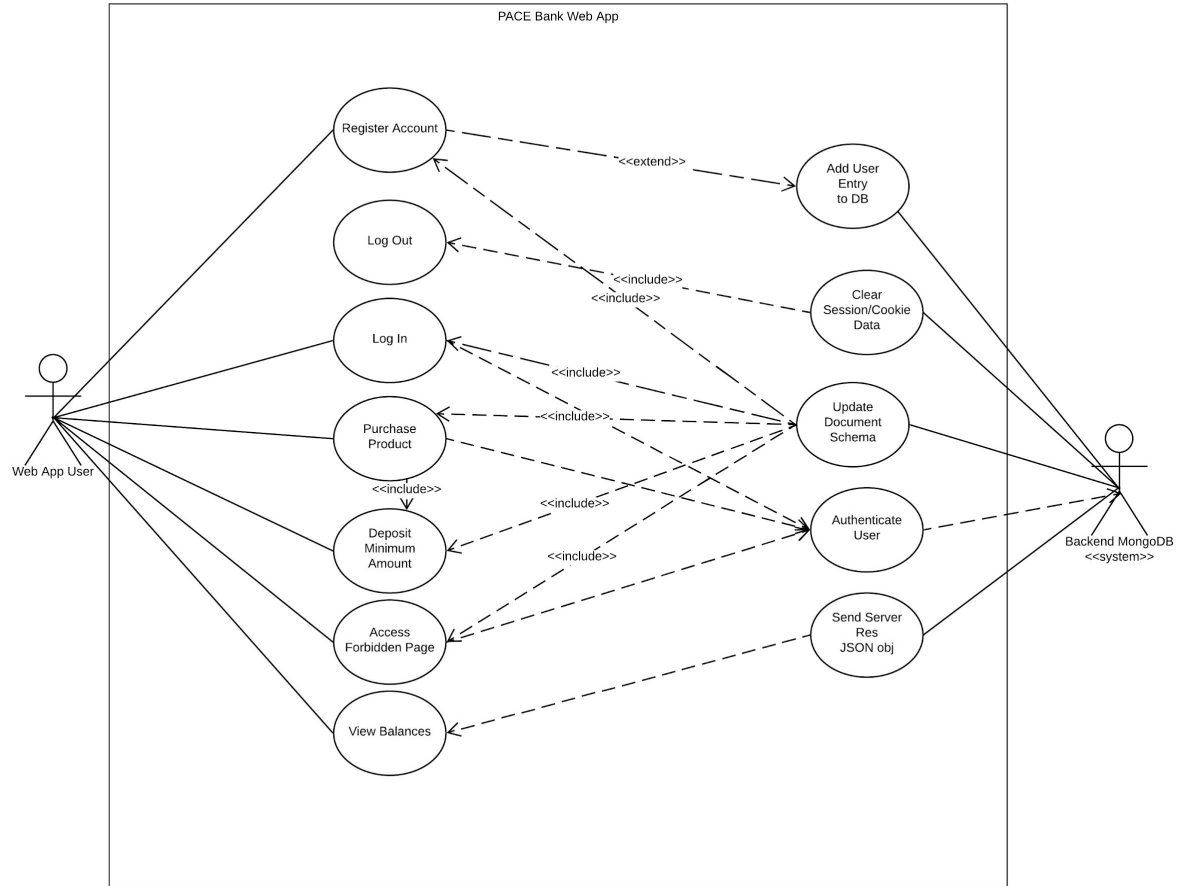 PACE Bank Web App
Register Account
<<extend>>
Add User
Entry
to DB
Log Out
<<include>>
<<include>>
Clear
Session/Cookie
Data
Log In
<<include>>
Purchase
Product
<<include>>
Update
Document
Schema
Web App User
<<include>>
<<include>>
Deposit
Minimum
Amount
Authenticate
User
Backend MongoDB
<<system>>
<<include>>
Access
Forbidden Page
Send Server
Res
JSON obj
View Balances